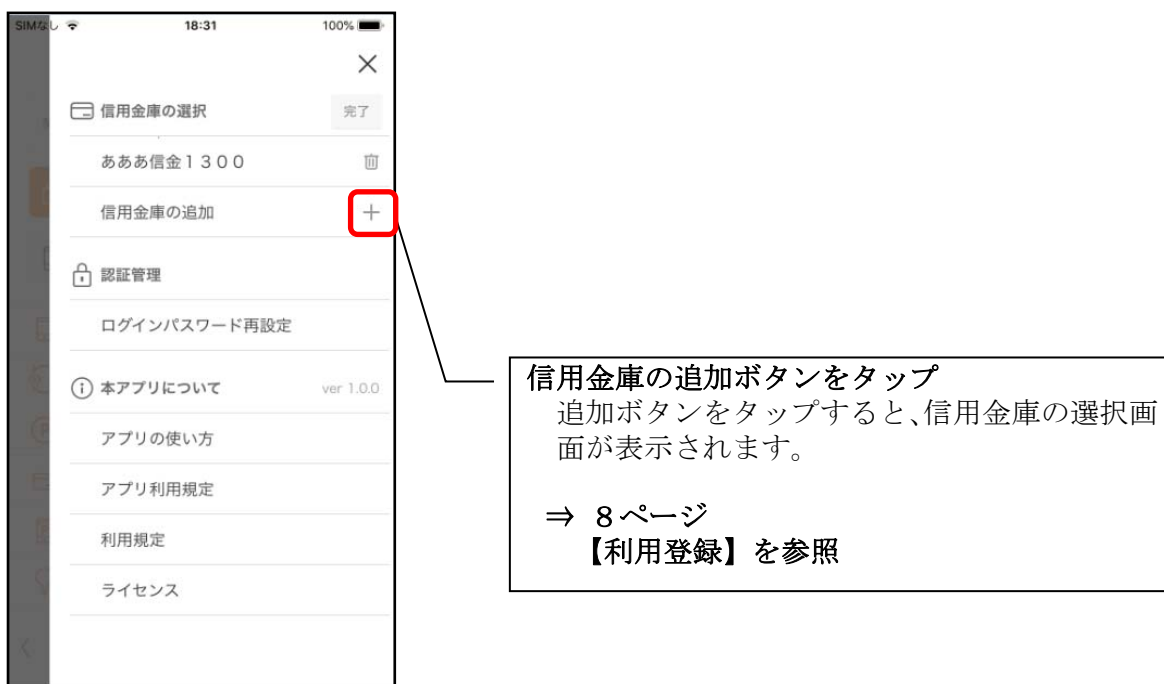 SIMなし 18:31 100%
信用金庫の選択 完了
あああ信金1300
信用金庫の追加
認証管理
ログインパスワード再設定
本アプリについて ver 1.0.0
アプリの使い方
アプリ利用規定
利用規定
ライセンス
信用金庫の追加ボタンをタップ
追加ボタンをタップすると、信用金庫の選択画
面が表示されます。
⇒ 8ページ
【利用登録】を参照